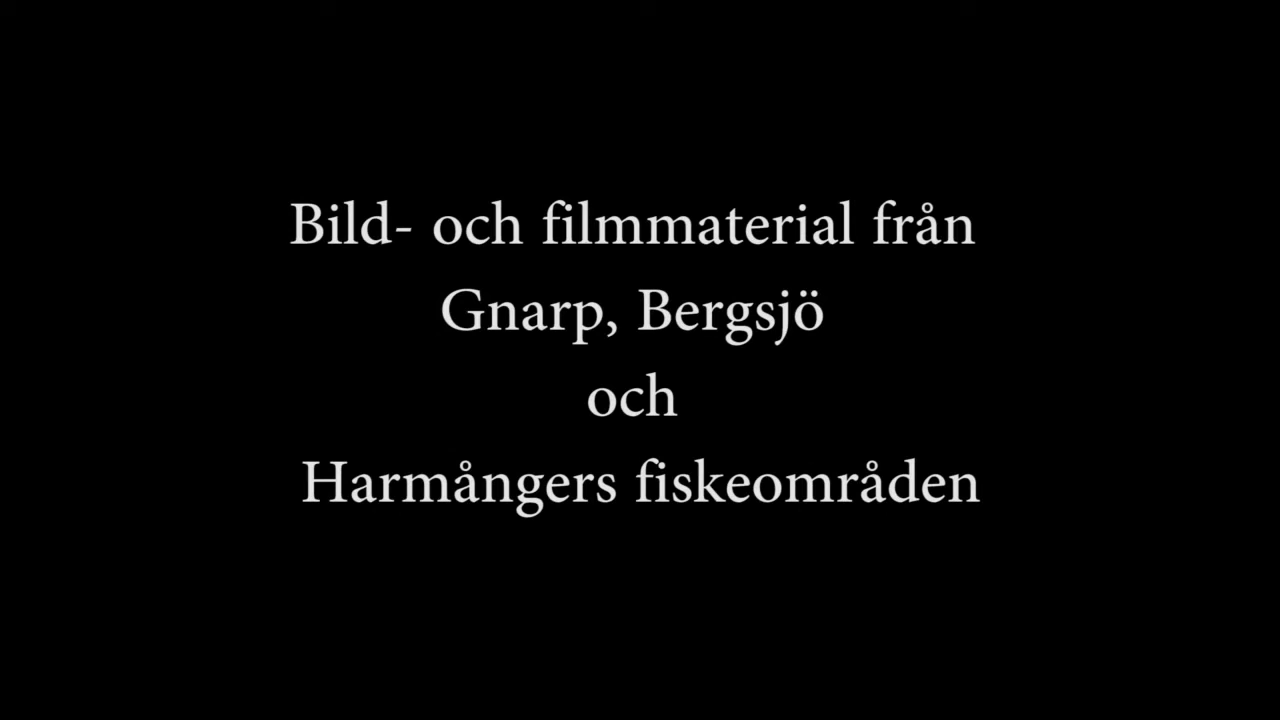 Bild- och filmmaterial från
Gnarp, Bergsjö
och
Harmångers fiskeområden